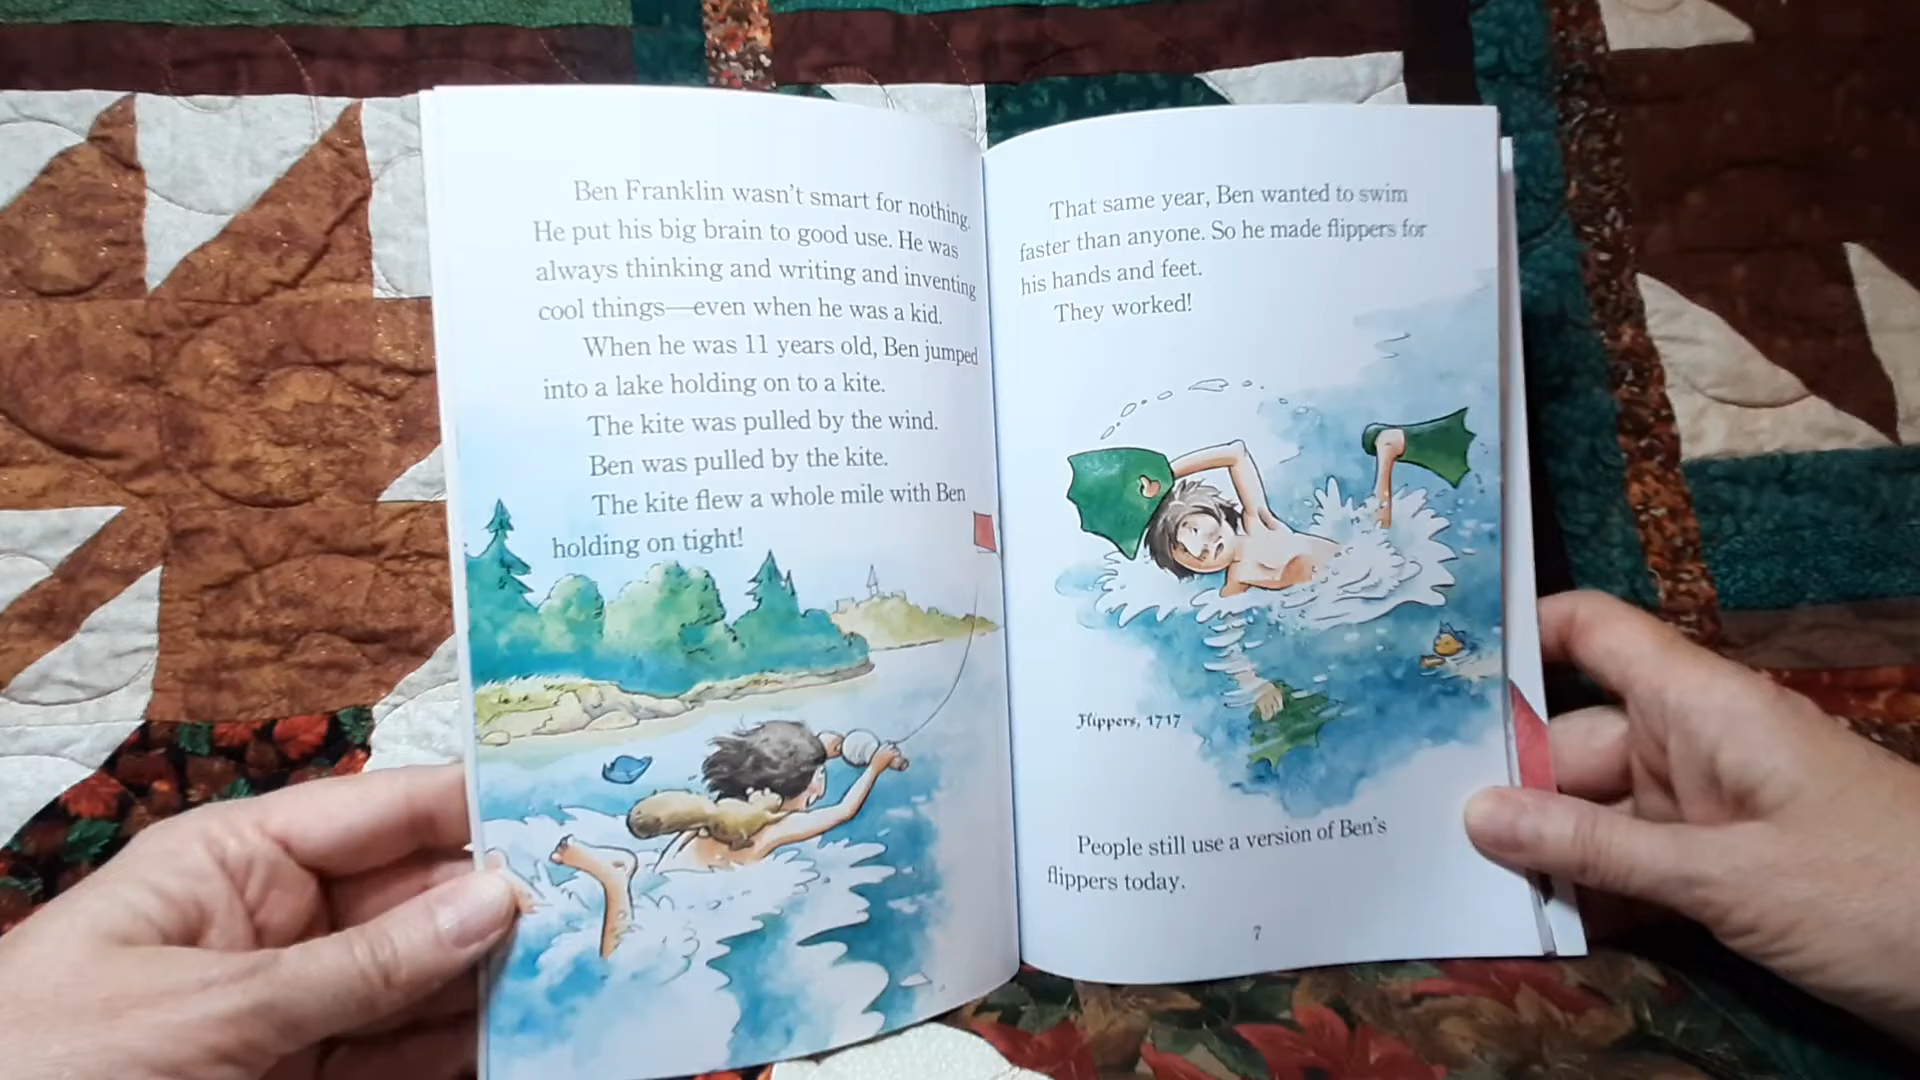 Ben Franklin wasn't smart for nothing.
He put his big brain to good use. He was
always thinking and writing and inventing
cool things—even when he was a kid.
When he was 11 years old, Ben jumped
into a lake holding on to a kite.
The kite was pulled by the wind.
Ben was pulled by the kite.
The kite flew a whole mile with Ben
holding on tight!
That same year, Ben wanted to swim
faster than anyone. So he made flippers for
his hands and feet.
They worked!
Flippers, 1717
People still use a version of Ben's
flippers today.
7